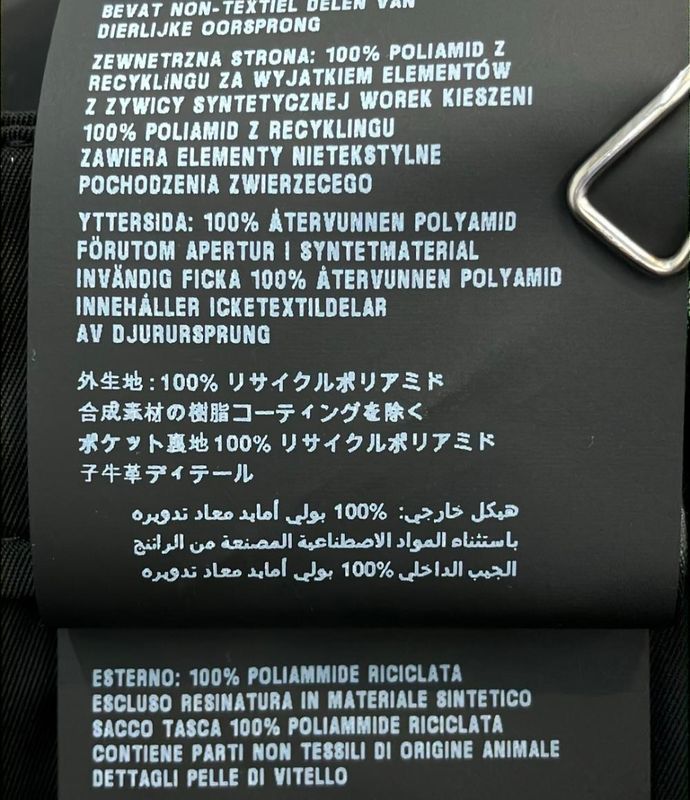 BEVAT NON-TEXTIEL DELEN VAN
DIERLIJKE OORSPRONG
ZEWNETRZNA STRONA: 100% POLIAMID Z
RECYKLINGU ZA WYJATKIEM ELEMENTÓW
Z ZYWICY SYNTETYCZNEJ WOREK KIESZENI
100% POLIAMID Z RECYKLINGU
ZAWIERA ELEMENTY NIETEKSTYLNE
POCHODZENIA ZWIERZECEGO
YTTERSIDA: 100% ÅTERVUNNEN POLYAMID
FÖRUTOM APERTUR I SYNTETMATERIAL
INVÄNDIG FICKA 100% ÅTERVUNNEN POLYAMID
INNEHÅLLER ICKETEXTILDELAR
AV DJURURSPRUNG
外生地:100% リサイクルポリアミド
合成素材の樹脂コーティングを除く
ポケット裏地100% リサイクルポリアミド
子牛革ディテール
هيكل خارجي: 100% بولي أمايد معاد تدويره
باستثناء المواد الاصطناعية المصنعة من الراتنج
الجيب الداخلي 100% بولي أمايد معاد تدويره
ESTERNO: 100% POLIAMMIDE RICICLATA
ESCLUSO RESINATURA IN MATERIALE SINTETICO
SACCO TASCA 100% POLIAMMIDE RICICLATA
CONTIENE PARTI NON TESSILI DI ORIGINE ANIMALE
DETTAGLI PELLE DI VITELLO